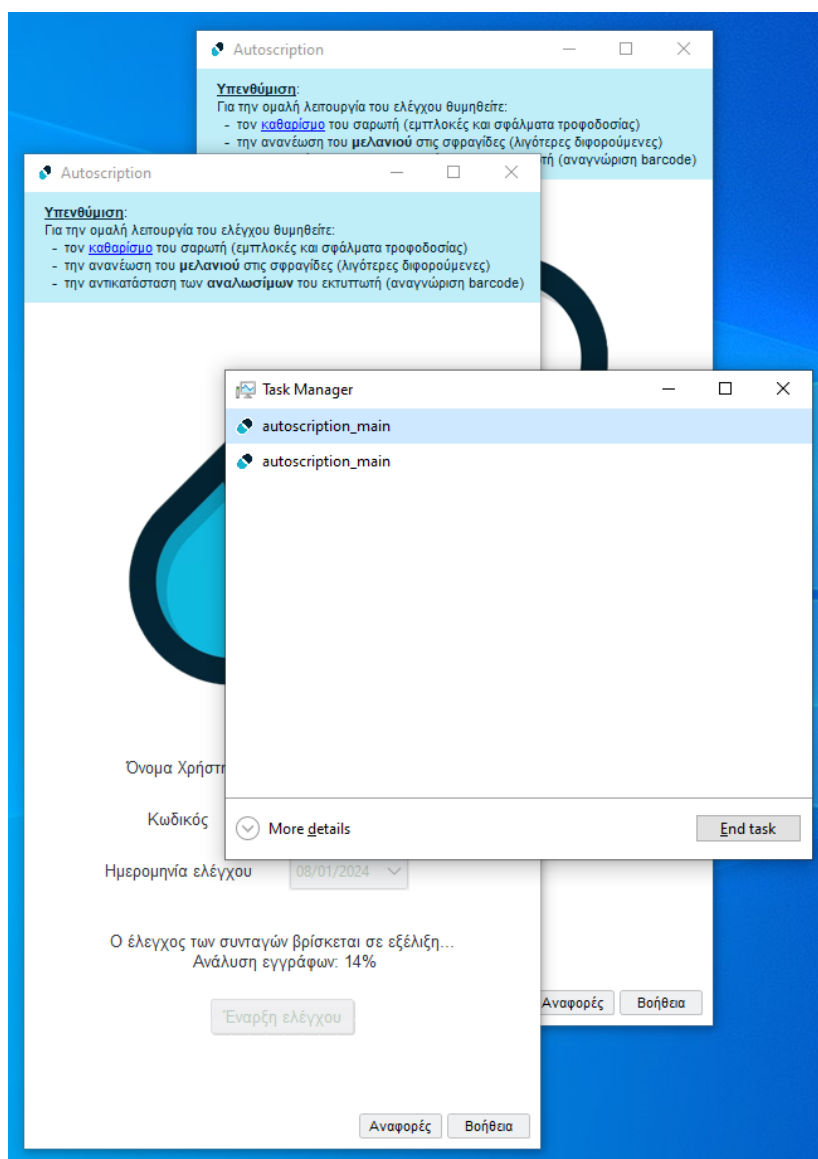 Autoscription
Υπενθύμιση:
Για την ομαλή λειτουργία του ελέγχου θυμηθείτε:
- τον καθαρίσμο του σαρωτή (εμπλοκές και σφάλματα τροφοδοσίας)
- την ανανέωση του μελανιού στις σφραγίδες (λιγότερες διφορούμενες)
τή (αναγνώριση barcode)
Autoscription
Υπενθύμιση:
Για την ομαλή λειτουργία του ελέγχου θυμηθείτε:
- τον καθαρίσμο του σαρωτή (εμπλοκές και σφάλματα τροφοδοσίας)
- την ανανέωση του μελανιού στις σφραγίδες (λιγότερες διφορούμενες)
- την αντικατάσταση των αναλωσίμων του εκτυπωτή (αναγνώριση barcode)
Task Manager
autoscription_main
autoscription_main
More details
End task
Όνομα Χρήστη
Κωδικός
Ημερομηνία ελέγχου 08/01/2024
Ο έλεγχος των συνταγών βρίσκεται σε εξέλιξη...
Ανάλυση εγγράφων: 14%
Έναρξη ελέγχου
Αναφορές Βοήθεια
Αναφορές Βοήθεια